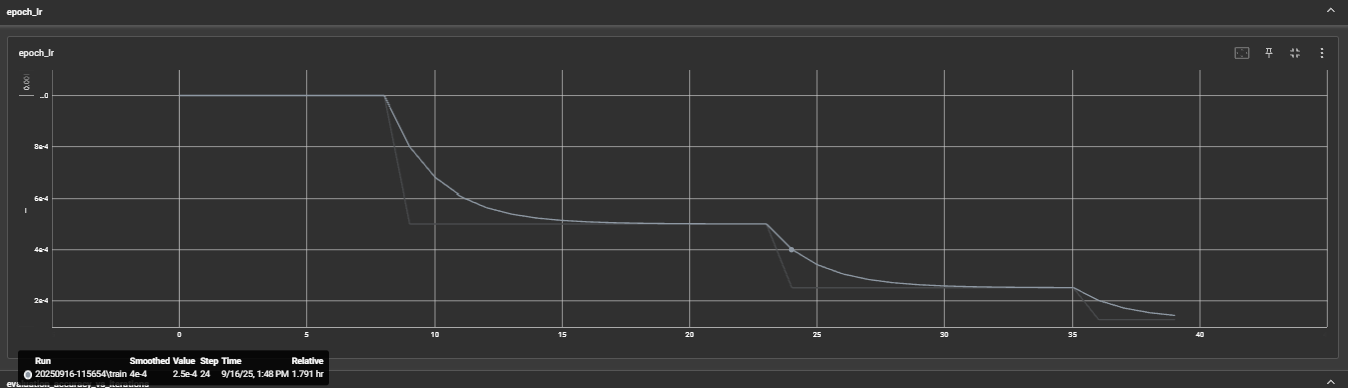 epoch_lr
epoch_lr
0.00
8e-4
6e-4
4e-4
2e-4
0 5 10 15 20 25 30 35 40
Run Smoothed Value Step Time Relative
20250916-115654\train 4e-4 2.5e-4 24 9/16/25, 1:48 PM 1.791 hr
evaluation_accuracy_vs_iterations